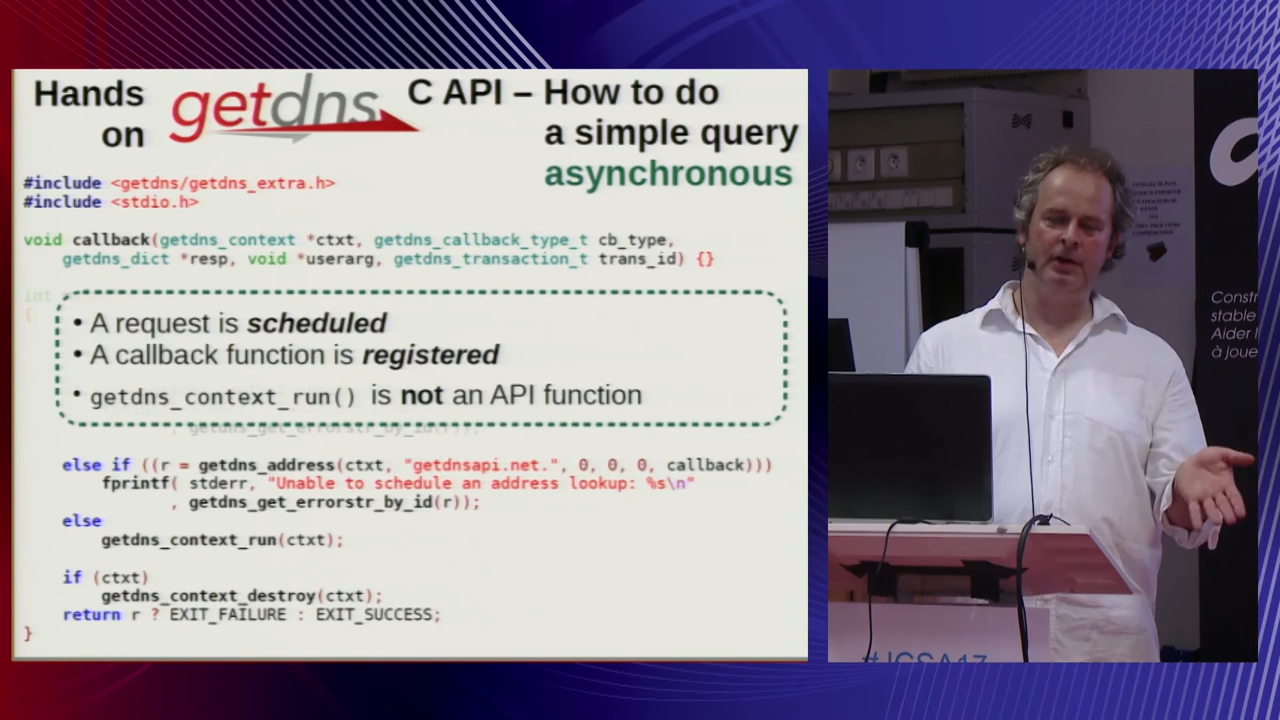 Hands on
getdns
C API – How to do
a simple query
asynchronous
#include <getdns/getdns_extra.h>
#include <stdio.h>
void callback(getdns_context *ctxt, getdns_callback_type_t cb_type,
getdns_dict *resp, void *userarg, getdns_transaction_t trans_id) {}
int
{
• A request is scheduled
• A callback function is registered
• getdns_context_run() is not an API function
, getdns_get_errorstr_by_id(r));
else if ((r = getdns_address(ctxt, "getdnsapi.net.", 0, 0, 0, callback)))
fprintf( stderr, "Unable to schedule an address lookup: %s\n"
, getdns_get_errorstr_by_id(r));
else
getdns_context_run(ctxt);
if (ctxt)
getdns_context_destroy(ctxt);
return r ? EXIT_FAILURE : EXIT_SUCCESS;
}
Constr
stable
Aider l
à joue
#JCSA17